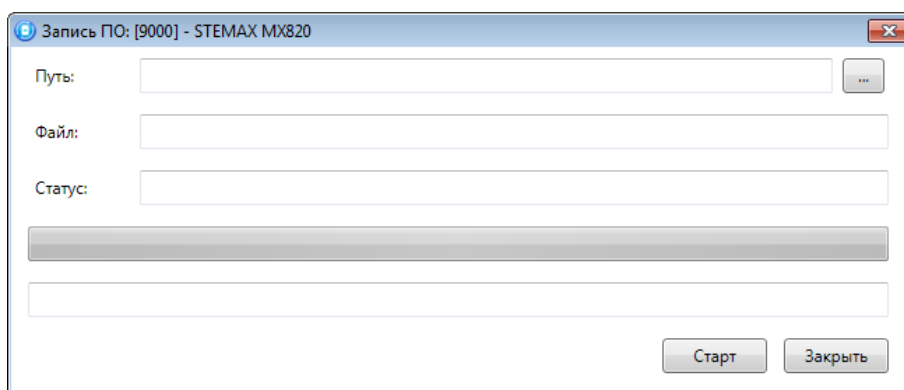 Запись ПО: [9000] - STEMAX MX820
Путь:
...
Файл:
Статус:
Старт
Закрыть